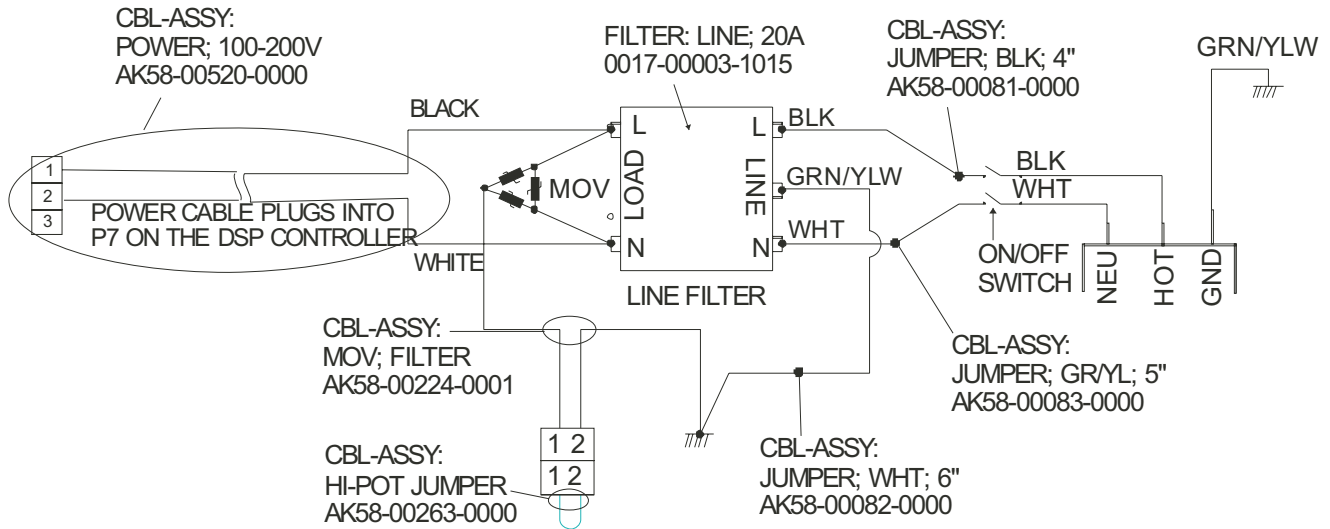 CBL-ASSY:
POWER; 100-200V
AK58-00520-0000
FILTER: LINE; 20A
0017-00003-1015
CBL-ASSY:
JUMPER; BLK; 4"
AK58-00081-0000
GRN/YLW
BLACK
L
L
BLK
1
2
3
MOV
LOAD
LINE
GRN/YLW
BLK
WHT
POWER CABLE PLUGS INTO
P7 ON THE DSP CONTROLLER
WHITE
N
N
WHT
ON/OFF
SWITCH
NEU
HOT
GND
LINE FILTER
CBL-ASSY:
MOV; FILTER
AK58-00224-0001
CBL-ASSY:
JUMPER; GR/YL; 5"
AK58-00083-0000
1 2
1 2
CBL-ASSY:
HI-POT JUMPER
AK58-00263-0000
CBL-ASSY:
JUMPER; WHT; 6"
AK58-00082-0000